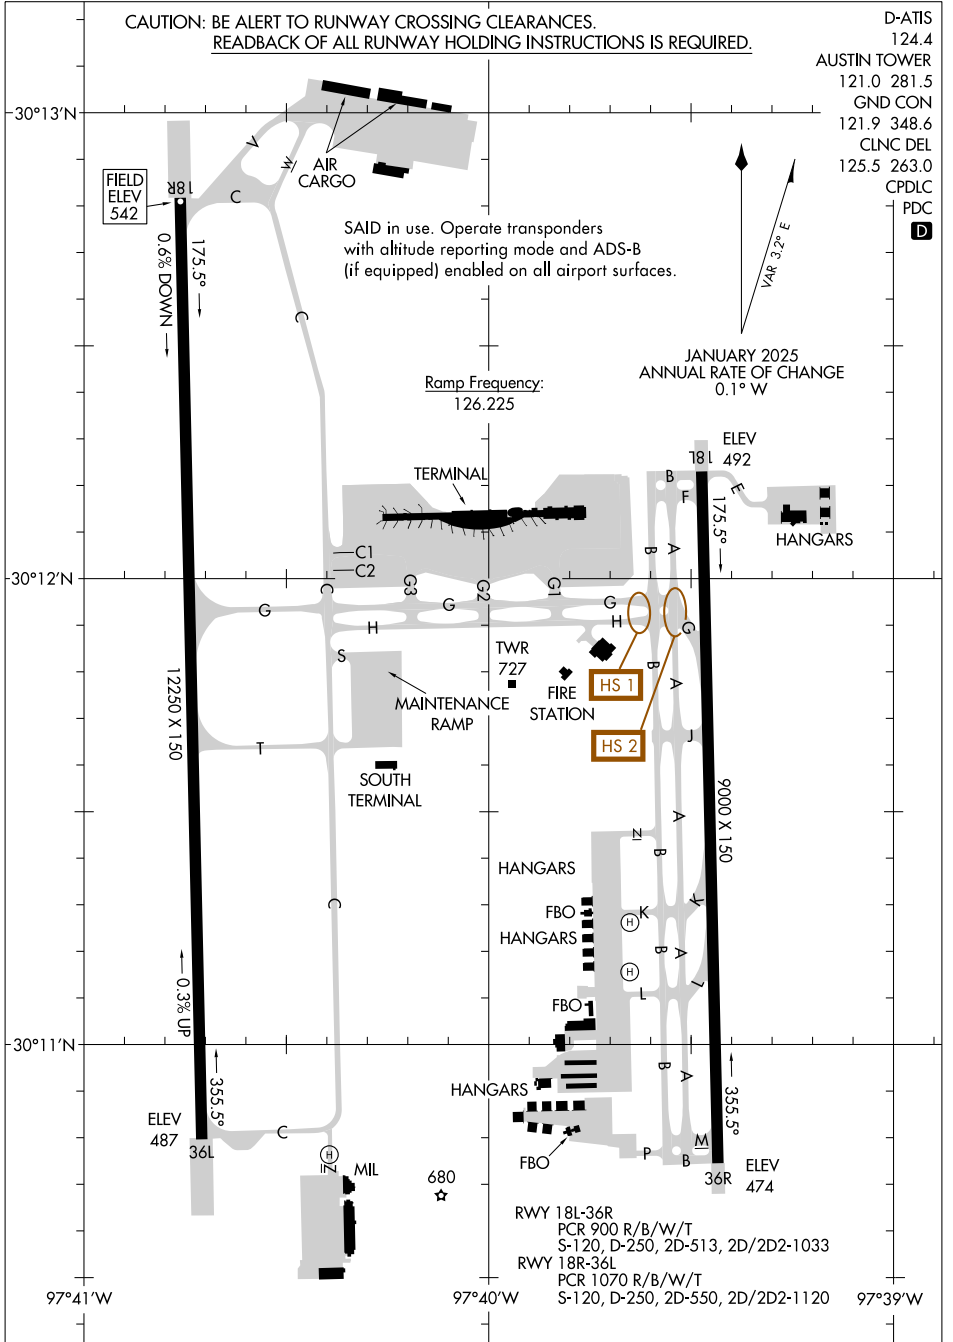 CAUTION: BE ALERT TO RUNWAY CROSSING CLEARANCES.
READBACK OF ALL RUNWAY HOLDING INSTRUCTIONS IS REQUIRED.
D-ATIS
124.4
AUSTIN TOWER
121.0 281.5
GND CON
121.9 348.6
CLNC DEL
125.5 263.0
CPDLC
PDC
D
30°13'N
V
W
AIR
CARGO
C
FIELD
ELEV
542
18R
175.5°
0.6% DOWN
SAID in use. Operate transponders
with altitude reporting mode and ADS-B
(if equipped) enabled on all airport surfaces.
VAR 3.2° E
JANUARY 2025
ANNUAL RATE OF CHANGE
0.1° W
C
Ramp Frequency:
126.225
TERMINAL
ELEV
492
18L
B
F
E
175.5°
HANGARS
B
A
C1
C2
30°12'N
C
G3
G2
G1
G
G
G
H
H
G
S
TWR
727
HS 1
B
A
FIRE
STATION
MAINTENANCE
RAMP
12250 X 150
T
HS 2
J
SOUTH
TERMINAL
9000 X 150
A
N
B
HANGARS
C
FBO
K
K
H
HANGARS
B
A
H
L
L
FBO
0.3% UP
30°11'N
355.5°
B
A
355.5°
HANGARS
ELEV
487
36L
C
H
N
MIL
680
FBO
P
B
M
36R
ELEV
474
RWY 18L-36R
PCR 900 R/B/W/T
S-120, D-250, 2D-513, 2D/2D2-1033
RWY 18R-36L
PCR 1070 R/B/W/T
S-120, D-250, 2D-550, 2D/2D2-1120
97°41'W
97°40'W
97°39'W